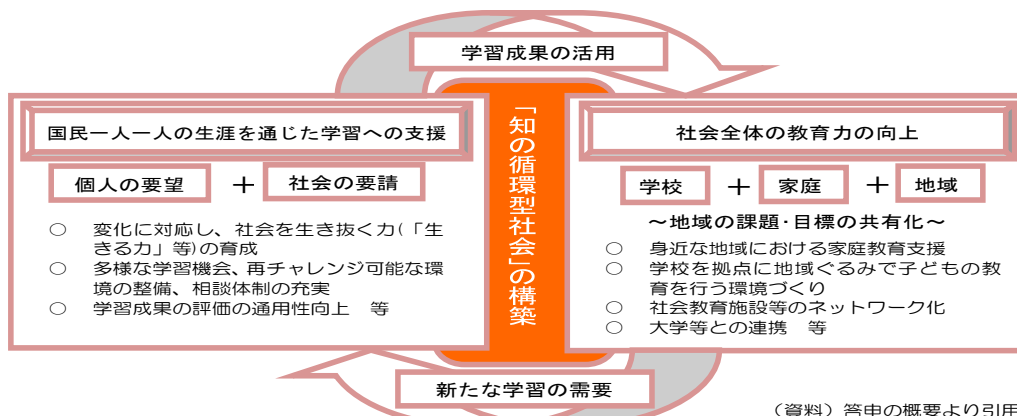 学習成果の活用
国民一人一人の生涯を通じた学習への支援
個人の要望
+
社会の要請
○ 変化に対応し、社会を生き抜く力(「生
きる力」等)の育成
○ 多様な学習機会、再チャレンジ可能な環
境の整備、相談体制の充実
○ 学習成果の評価の通用性向上 等
「知の循環型社会」の構築
社会全体の教育力の向上
学校
+
家庭
+
地域
～地域の課題・目標の共有化～
○ 身近な地域における家庭教育支援
○ 学校を拠点に地域ぐるみで子どもの教
育を行う環境づくり
○ 社会教育施設等のネットワーク化
○ 大学等との連携 等
新たな学習の需要
（資料）答申の概要より引用